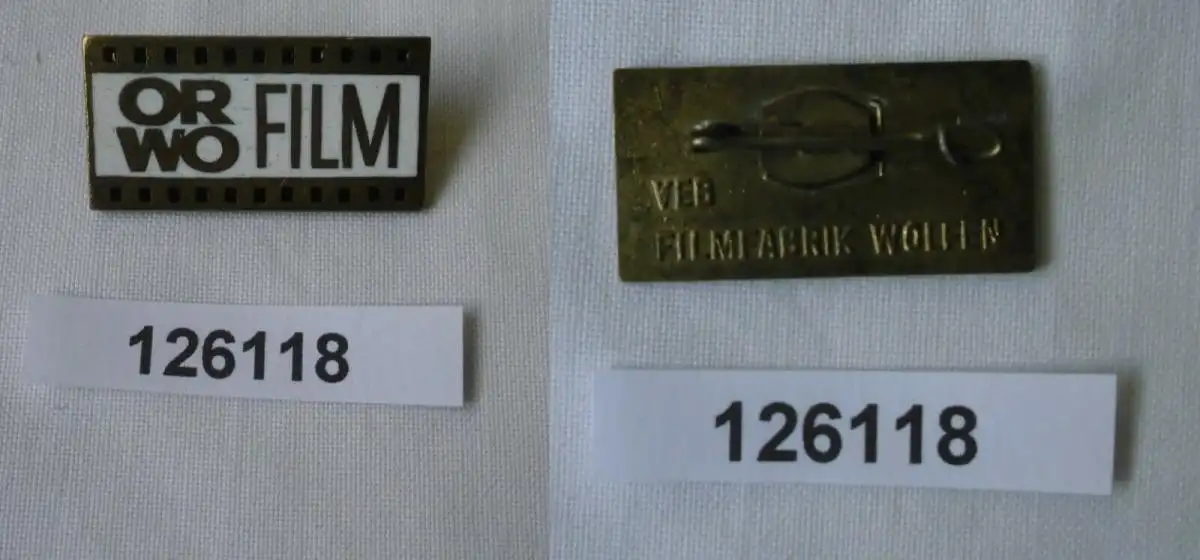 OR
WO
FILM
126118
VEB
FILMFABRIK WOLFEN
126118